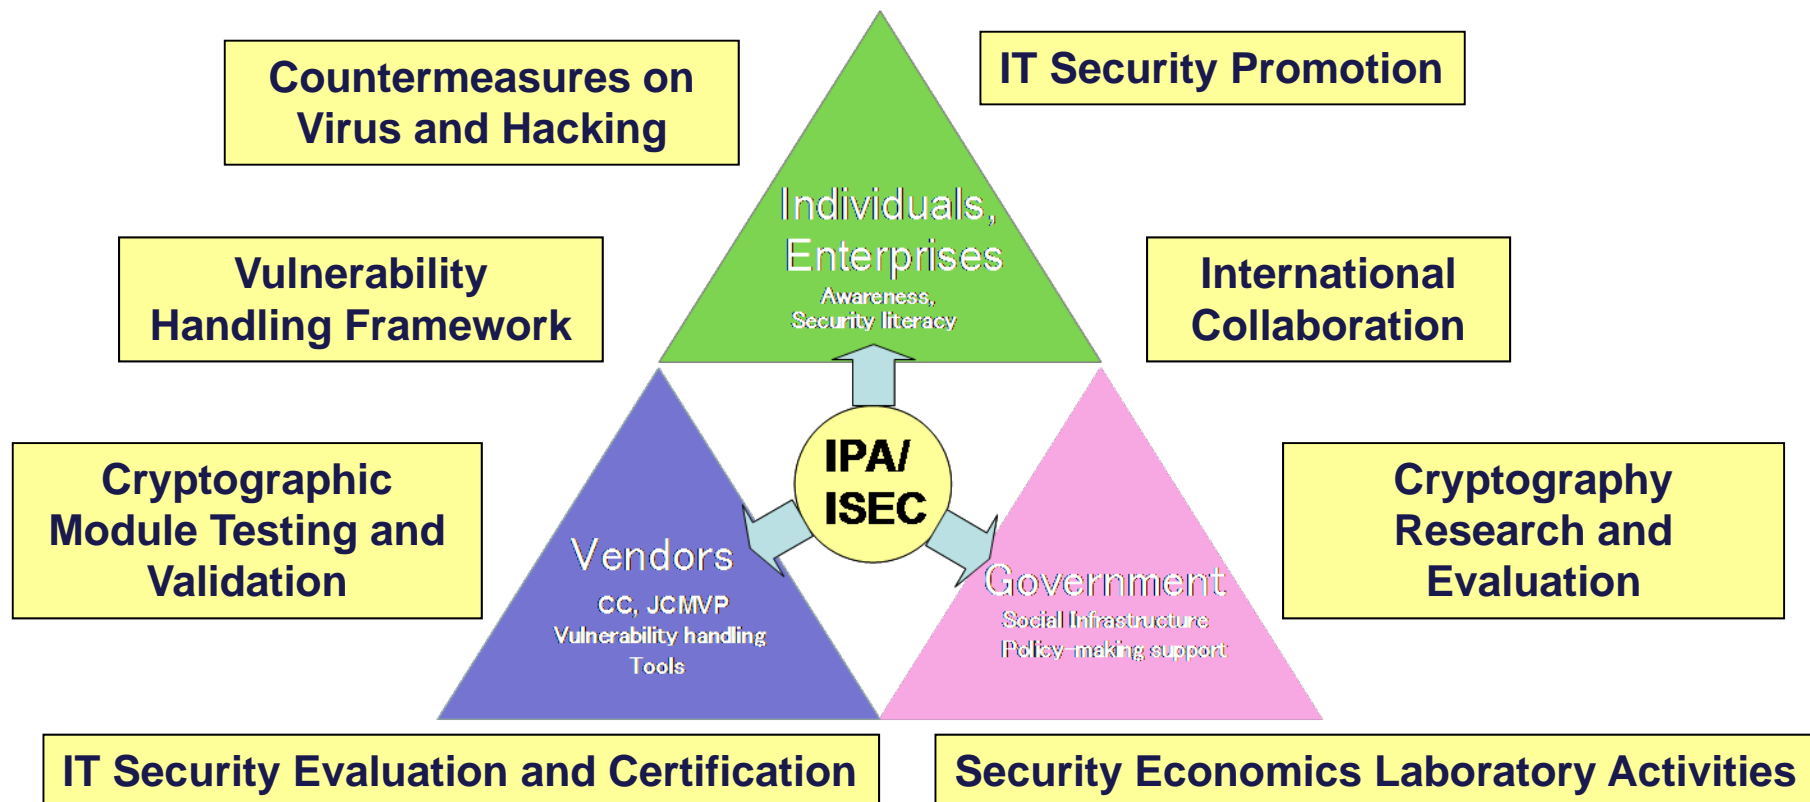 Countermeasures on
Virus and Hacking
IT Security Promotion
Individuals,
Enterprises
Awareness,
Security literacy
Vulnerability
Handling Framework
International
Collaboration
IPA/
ISEC
Cryptographic
Module Testing and
Validation
Cryptography
Research and
Evaluation
Vendors
CC, JCMVP
Vulnerability handling
Tools
Government
Social Infrastructure
Policy-making support
IT Security Evaluation and Certification
Security Economics Laboratory Activities